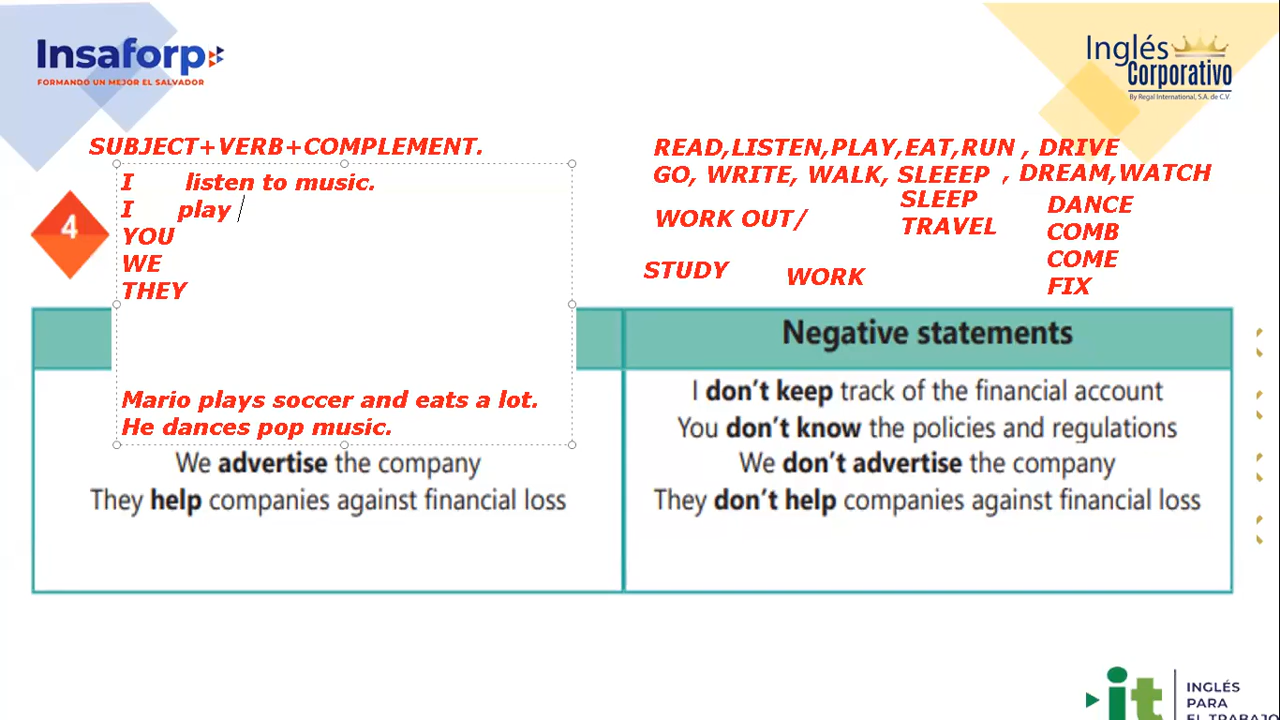 Insaforp
FORMANDO UN MEJOR EL SALVADOR
Inglés
Corporativo
By Regal International, S.A. de C.V.
SUBJECT+VERB+COMPLEMENT.
I listen to music.
I play
YOU
WE
THEY
Mario plays soccer and eats a lot.
He dances pop music.
4
READ,LISTEN,PLAY,EAT,RUN , DRIVE
GO, WRITE, WALK, SLEEEP , DREAM,WATCH
WORK OUT/
SLEEP
TRAVEL
DANCE
COMB
COME
FIX
STUDY
WORK
We advertise the company
They help companies against financial loss
Negative statements
I don't keep track of the financial account
You don't know the policies and regulations
We don't advertise the company
They don't help companies against financial loss
it
INGLÉS
PARA
EL TRABAJO